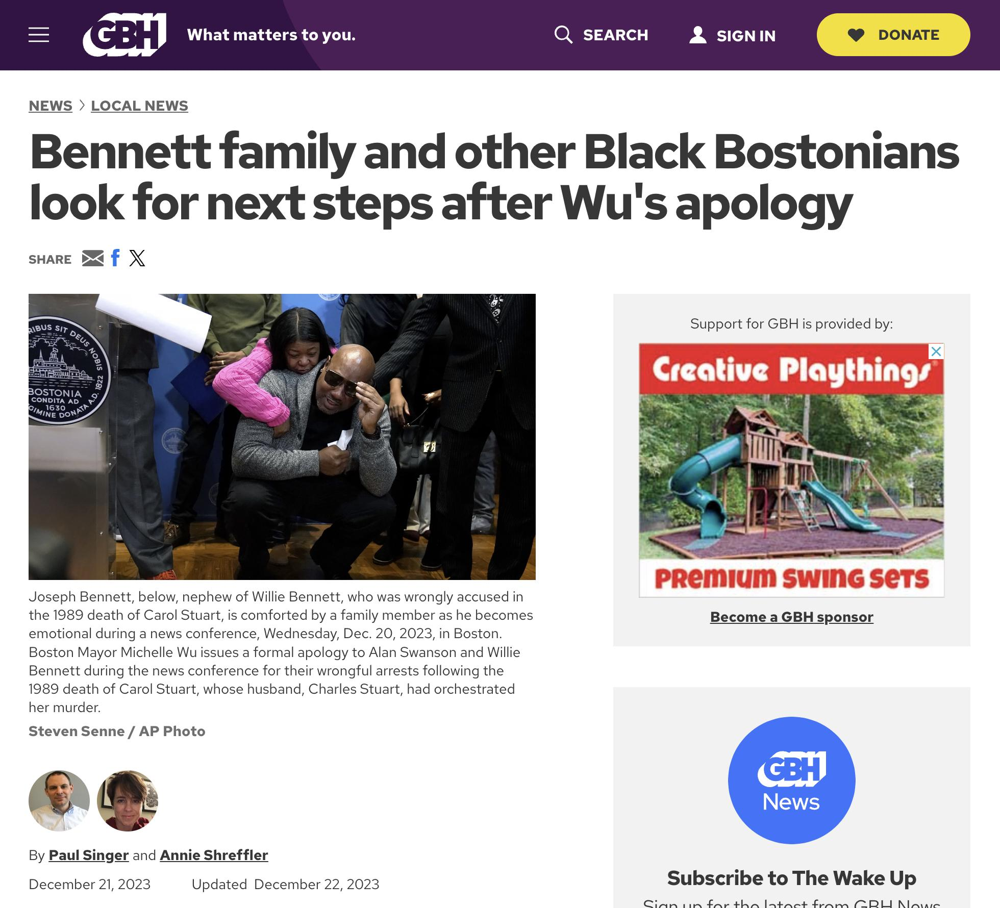 GBH
What matters to you.
SEARCH
SIGN IN
DONATE
NEWS
LOCAL NEWS
Bennett family and other Black Bostonians
look for next steps after Wu's apology
SHARE
RIBUS SIT DEUS NOBIS
BOSTONIA
CONDITA AD
1630
GIMINE DONATA A.D. 1822
Joseph Bennett, below, nephew of Willie Bennett, who was wrongly accused in
the 1989 death of Carol Stuart, is comforted by a family member as he becomes
emotional during a news conference, Wednesday, Dec. 20, 2023, in Boston.
Boston Mayor Michelle Wu issues a formal apology to Alan Swanson and Willie
Bennett during the news conference for their wrongful arrests following the
1989 death of Carol Stuart, whose husband, Charles Stuart, had orchestrated
her murder.
Steven Senne / AP Photo
By Paul Singer and Annie Shreffler
December 21, 2023 Updated December 22, 2023
Support for GBH is provided by:
Creative Playthings®
PREMIUM SWING SETS
Become a GBH sponsor
GBH
News
Subscribe to The Wake Up
Sign up for the latest from GBH News